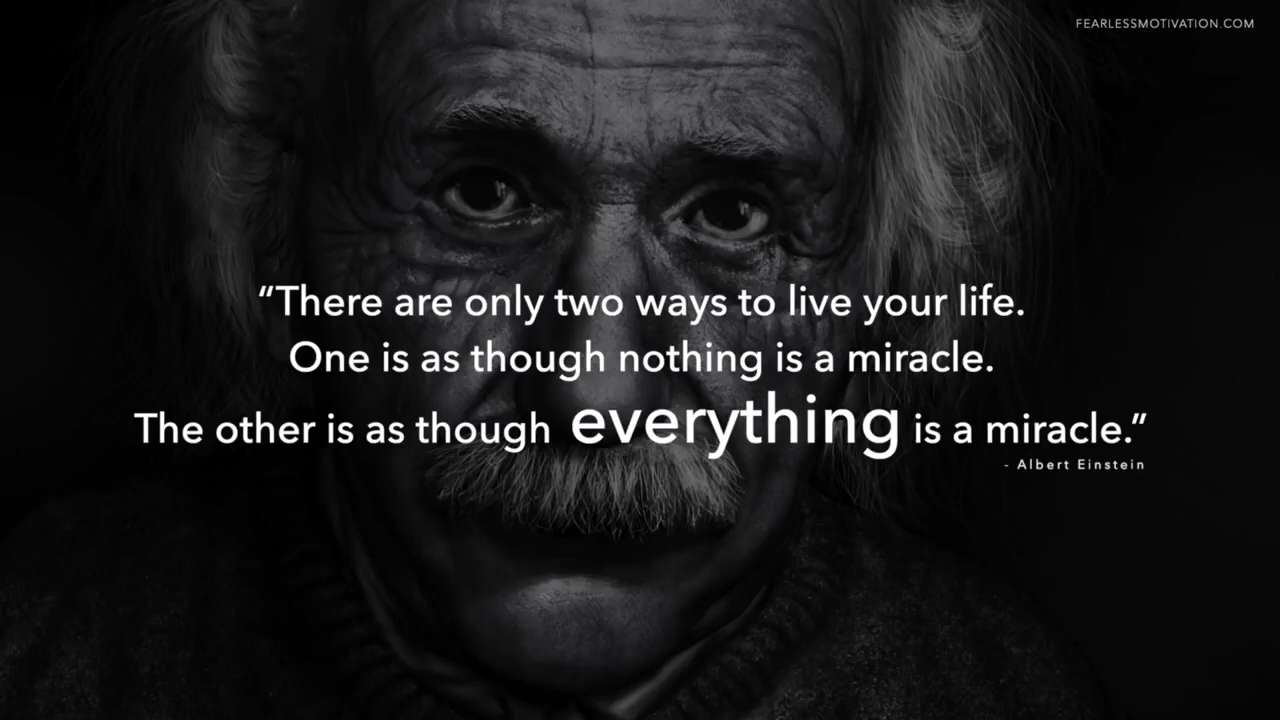 FEARLESSMOTIVATION.COM
“There are only two ways to live your life.
One is as though nothing is a miracle.
The other is as though everything is a miracle.”
- Albert Einstein